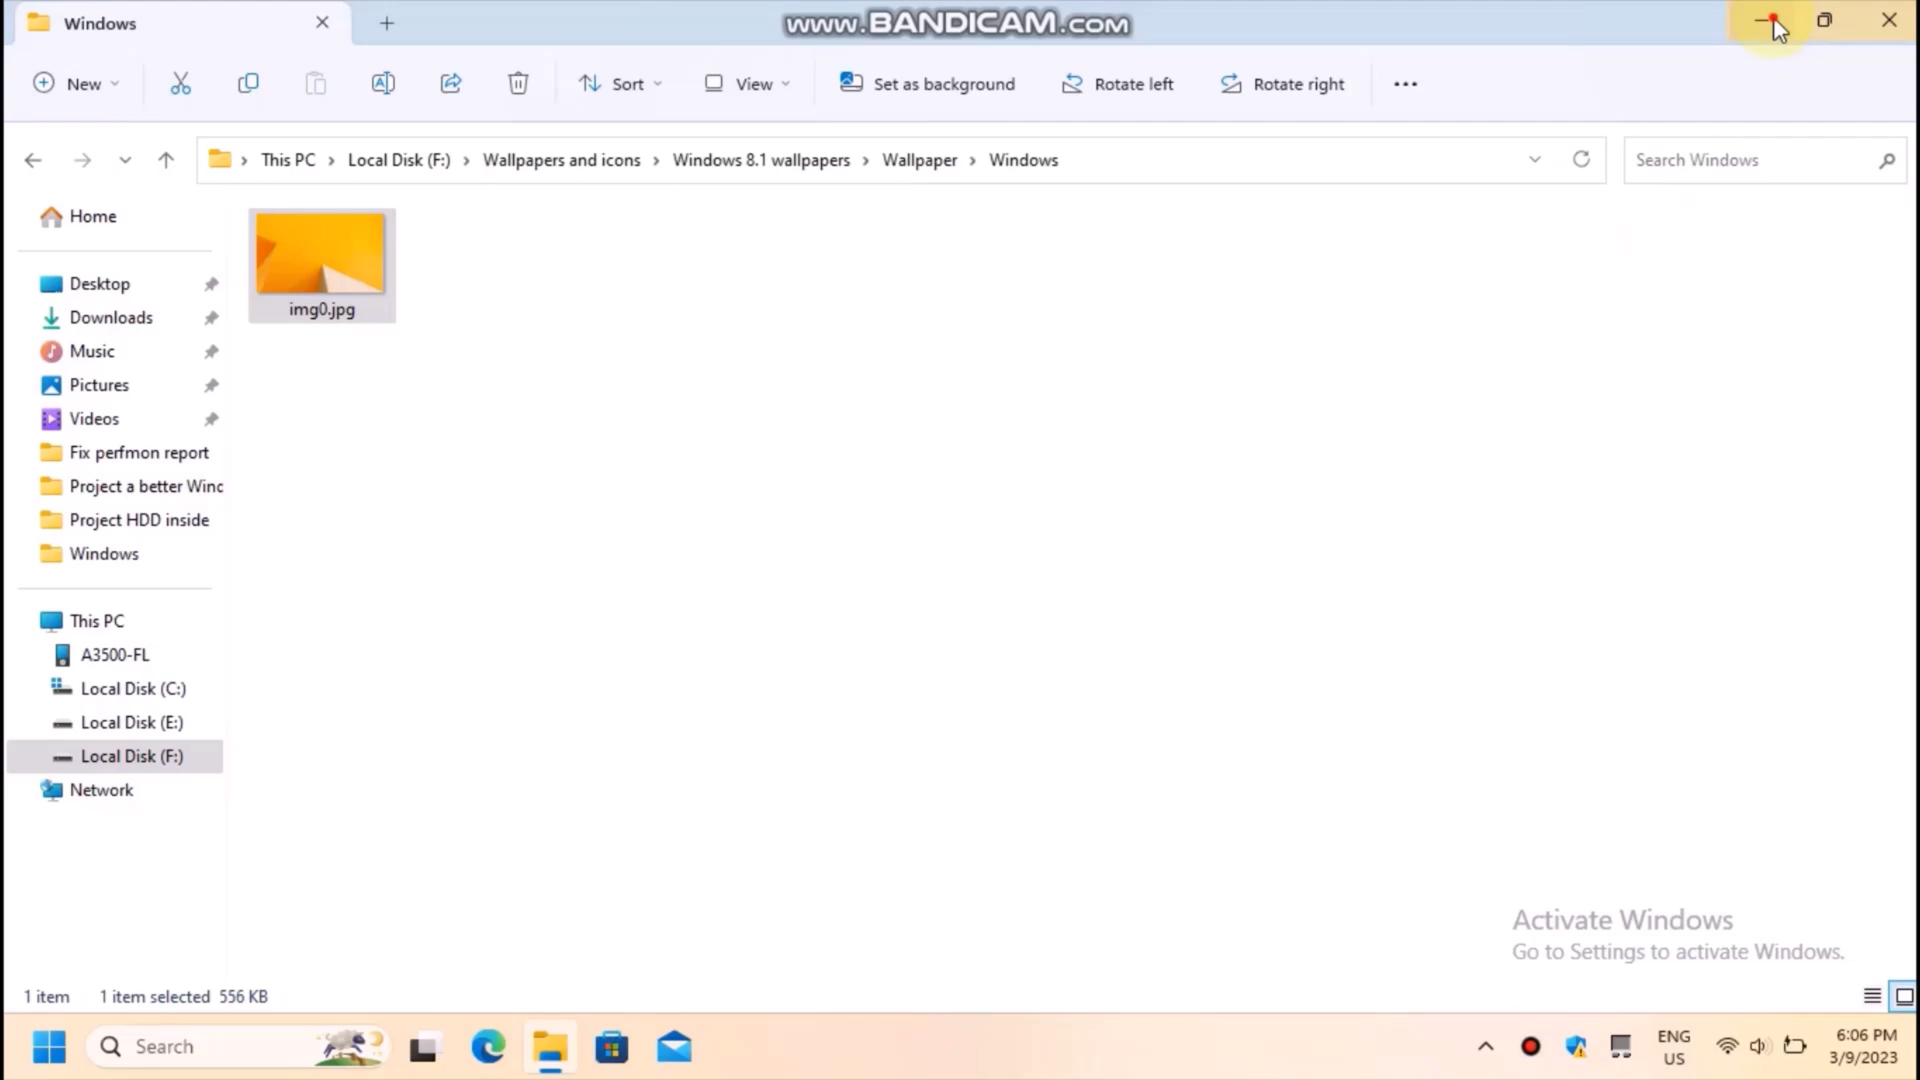 Windows
www.BANDICAM.com
New
Sort
View
Set as background
Rotate left
Rotate right
This PC
Local Disk (F:)
Wallpapers and icons
Windows 8.1 wallpapers
Wallpaper
Windows
Search Windows
Home
Desktop
Downloads
Music
Pictures
Videos
Fix perfmon report
Project a better Winc
Project HDD inside
Windows
This PC
A3500-FL
Local Disk (C:)
Local Disk (E:)
Local Disk (F:)
Network
img0.jpg
Activate Windows
Go to Settings to activate Windows.
1 item
1 item selected 556 KB
Search
ENG
US
6:06 PM
3/9/2023